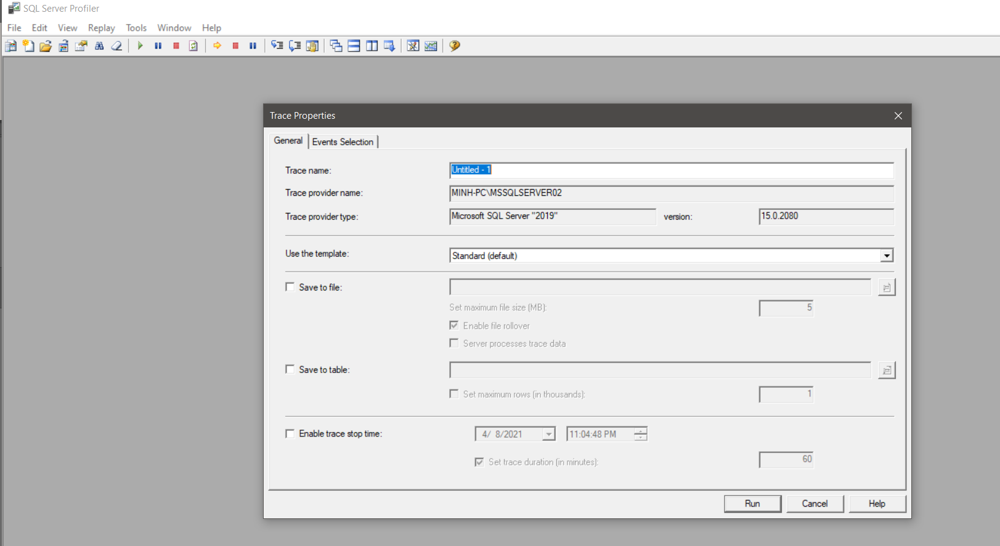 SQL Server Profiler
File Edit View Replay Tools Window Help
Trace Properties
General Events Selection
Trace name: Untitled - 1
Trace provider name: MINH-PC\MSSQLSERVER02
Trace provider type: Microsoft SQL Server "2019" version: 15.0.2080
Use the template: Standard (default)
Save to file:
Set maximum file size (MB): 5
Enable file rollover
Server processes trace data
Save to table:
Set maximum rows (in thousands): 1
Enable trace stop time: 4/ 8/2021 11:04:48 PM
Set trace duration (in minutes): 60
Run Cancel Help